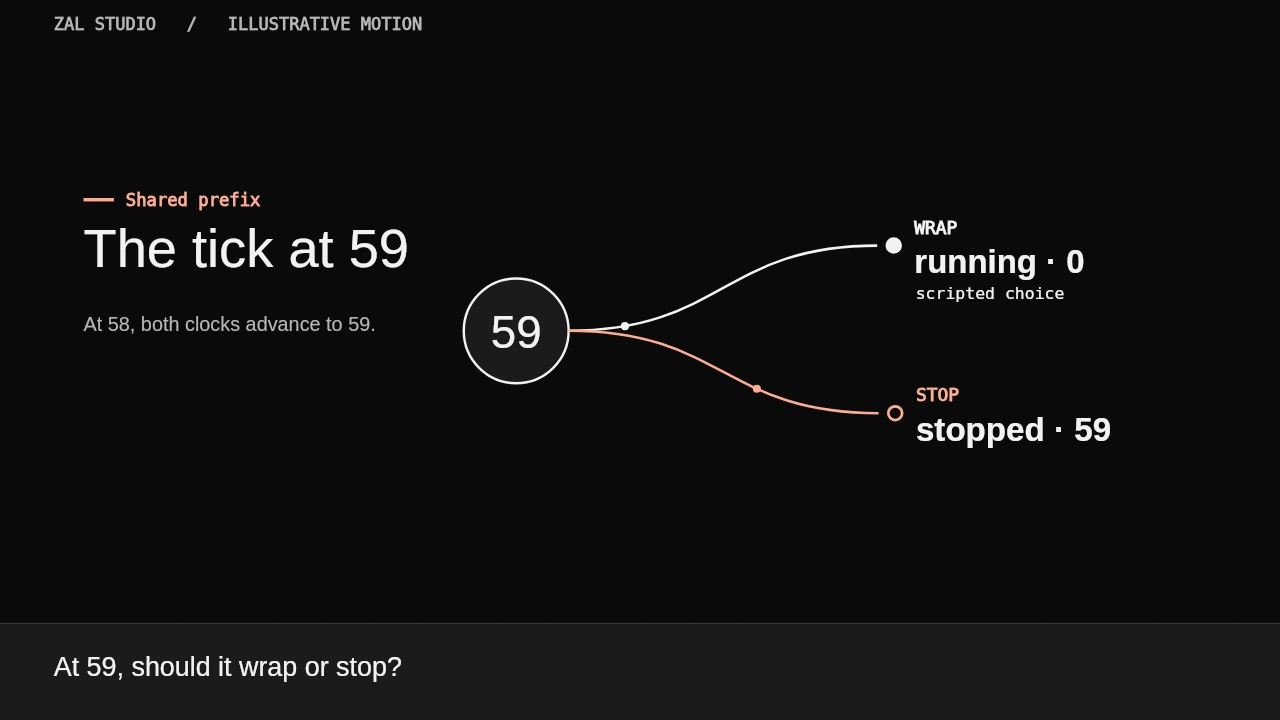 ZAL STUDIO / ILLUSTRATIVE MOTION
Shared prefix
The tick at 59
At 58, both clocks advance to 59.
59
WRAP
running · 0
scripted choice
STOP
stopped · 59
At 59, should it wrap or stop?